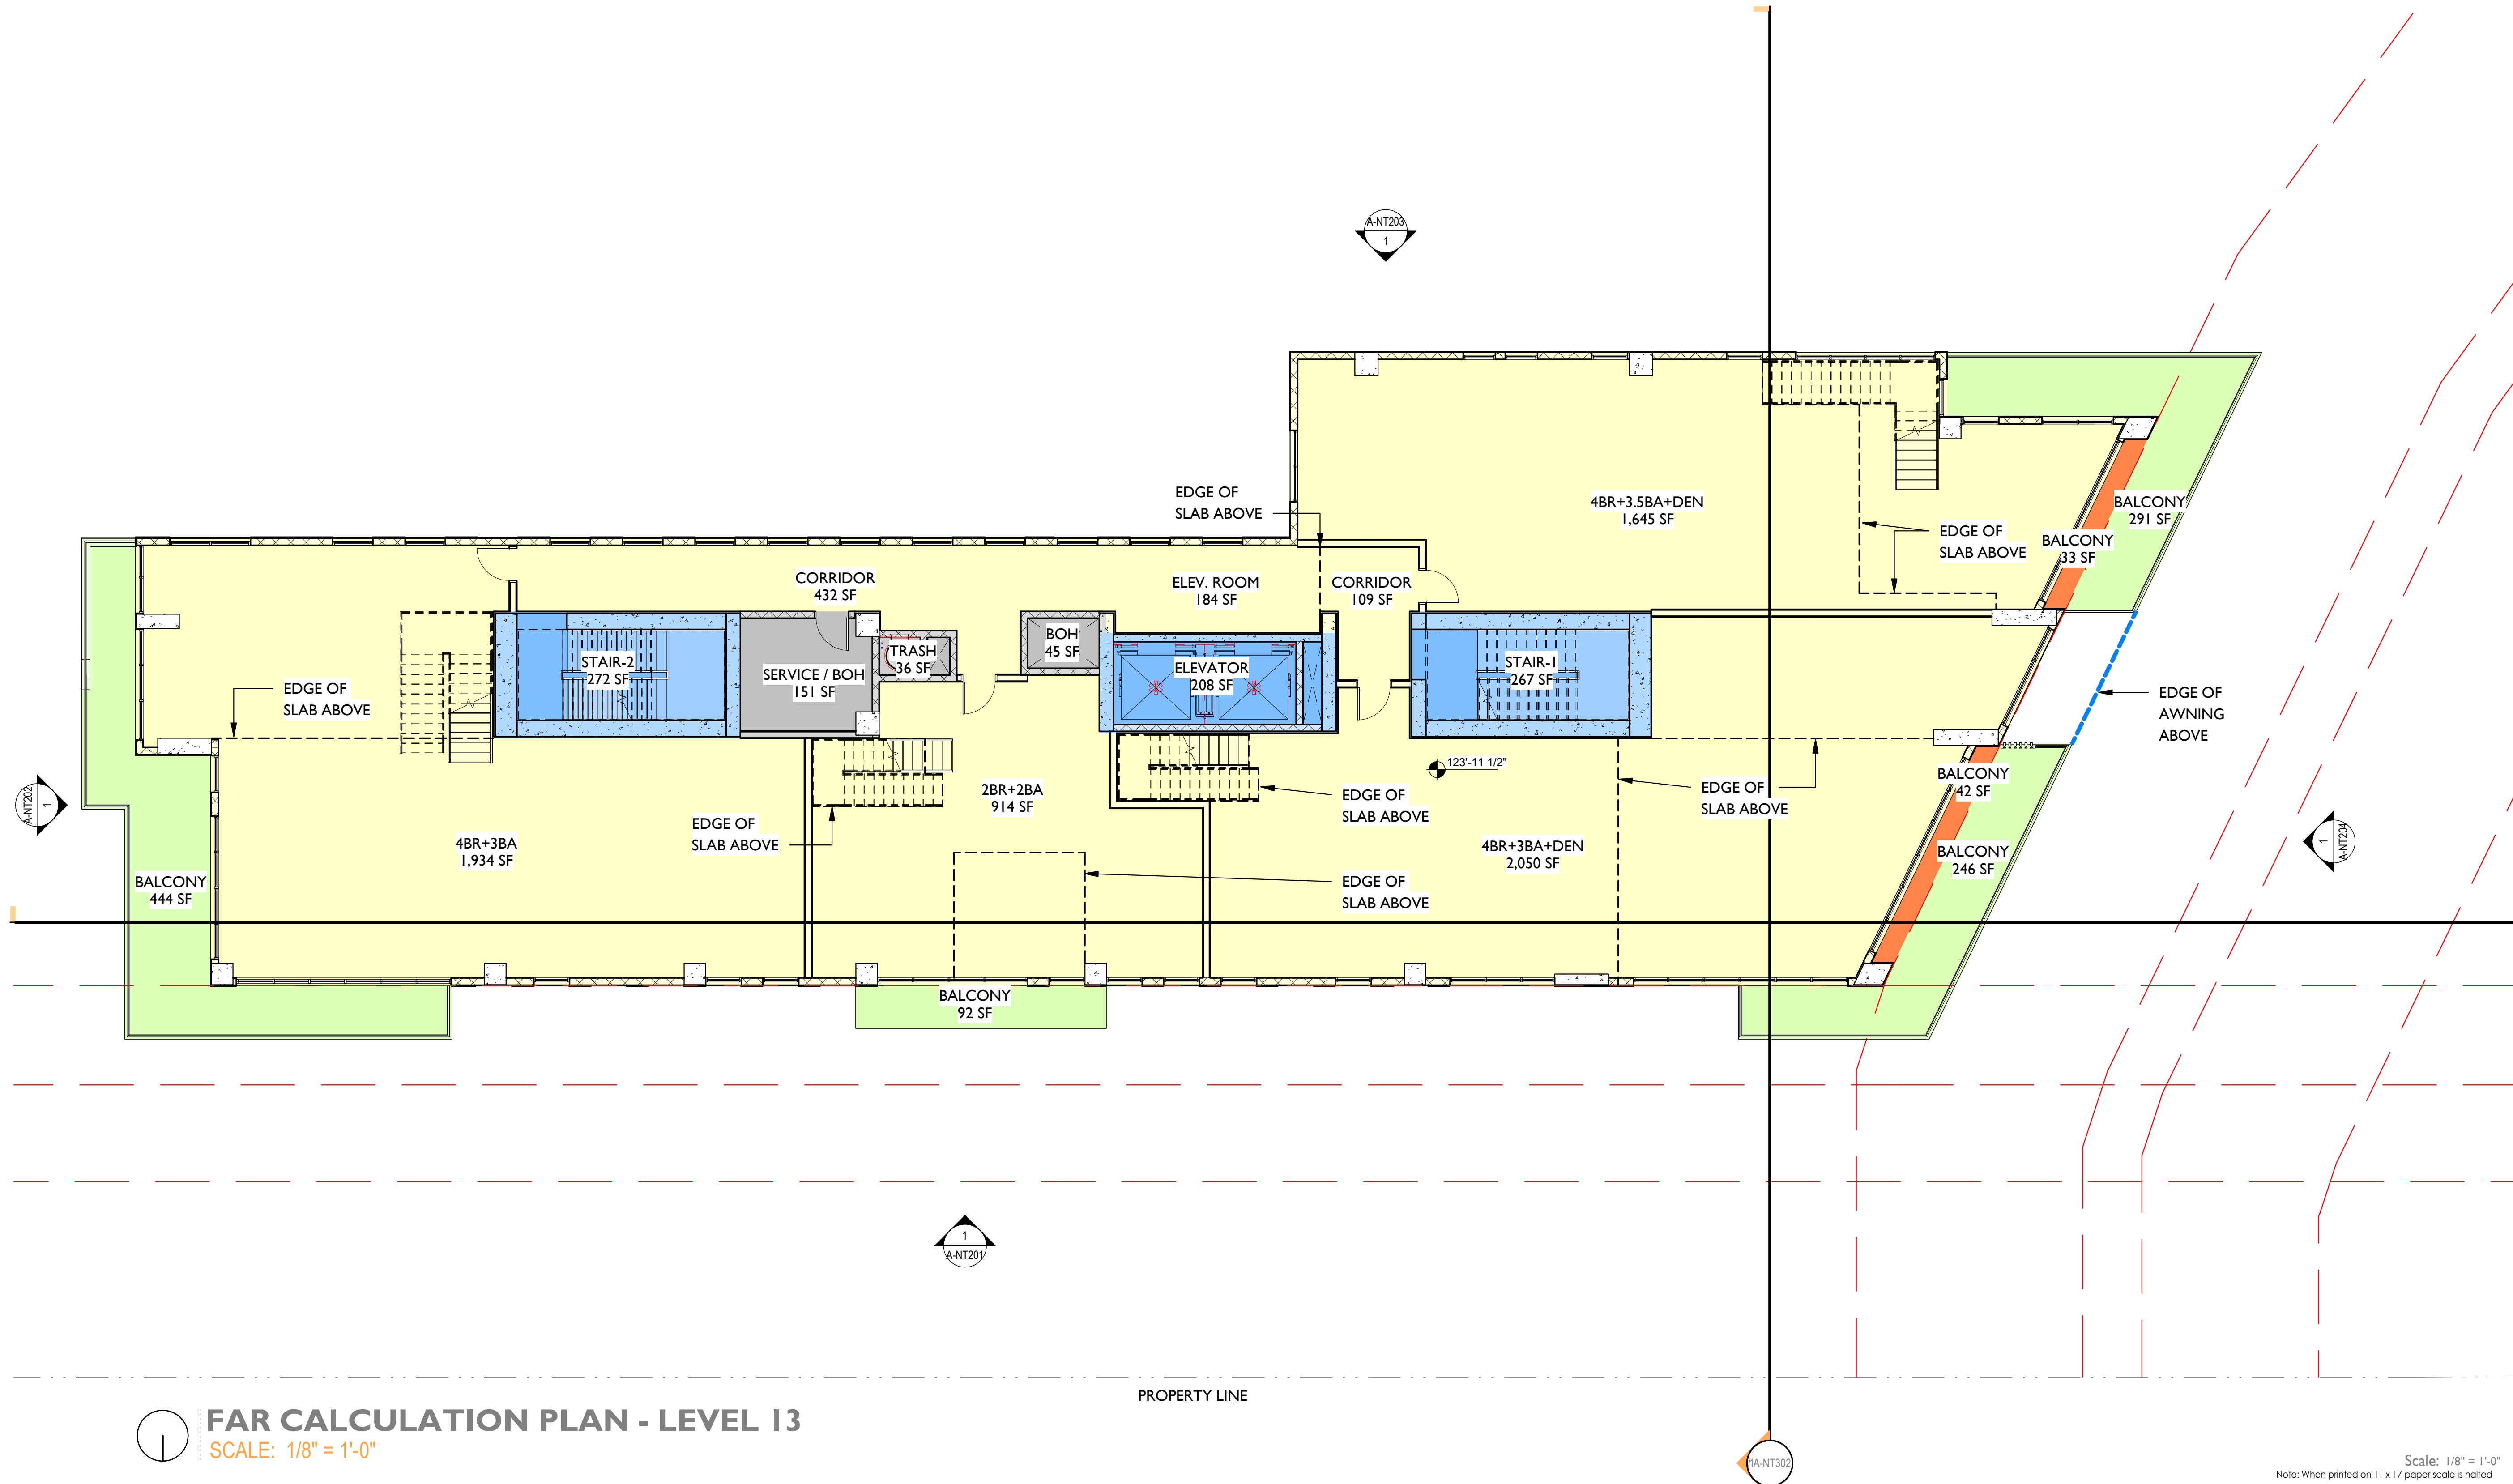 A-NT203
1
EDGE OF
SLAB ABOVE
4BR+3.5BA+DEN
1,645 SF
BALCONY
291 SF
EDGE OF
SLAB ABOVE
BALCONY
33 SF
CORRIDOR
432 SF
ELEV. ROOM
184 SF
CORRIDOR
109 SF
STAIR-2
272 SF
SERVICE / BOH
151 SF
TRASH
36 SF
BOH
45 SF
ELEVATOR
208 SF
STAIR-1
267 SF
EDGE OF
SLAB ABOVE
EDGE OF
AWNING
ABOVE
123'-11 1/2"
2BR+2BA
914 SF
EDGE OF
SLAB ABOVE
EDGE OF
SLAB ABOVE
BALCONY
42 SF
A-NT202
1
EDGE OF
SLAB ABOVE
4BR+3BA
1,934 SF
4BR+3BA+DEN
2,050 SF
BALCONY
246 SF
1
A-NT204
BALCONY
444 SF
EDGE OF
SLAB ABOVE
BALCONY
92 SF
1
A-NT201
PROPERTY LINE
FAR CALCULATION PLAN - LEVEL 13
SCALE: 1/8" = 1'-0"
1A-NT302
Scale: 1/8" = 1'-0"
Note: When printed on 11 x 17 paper scale is halfed